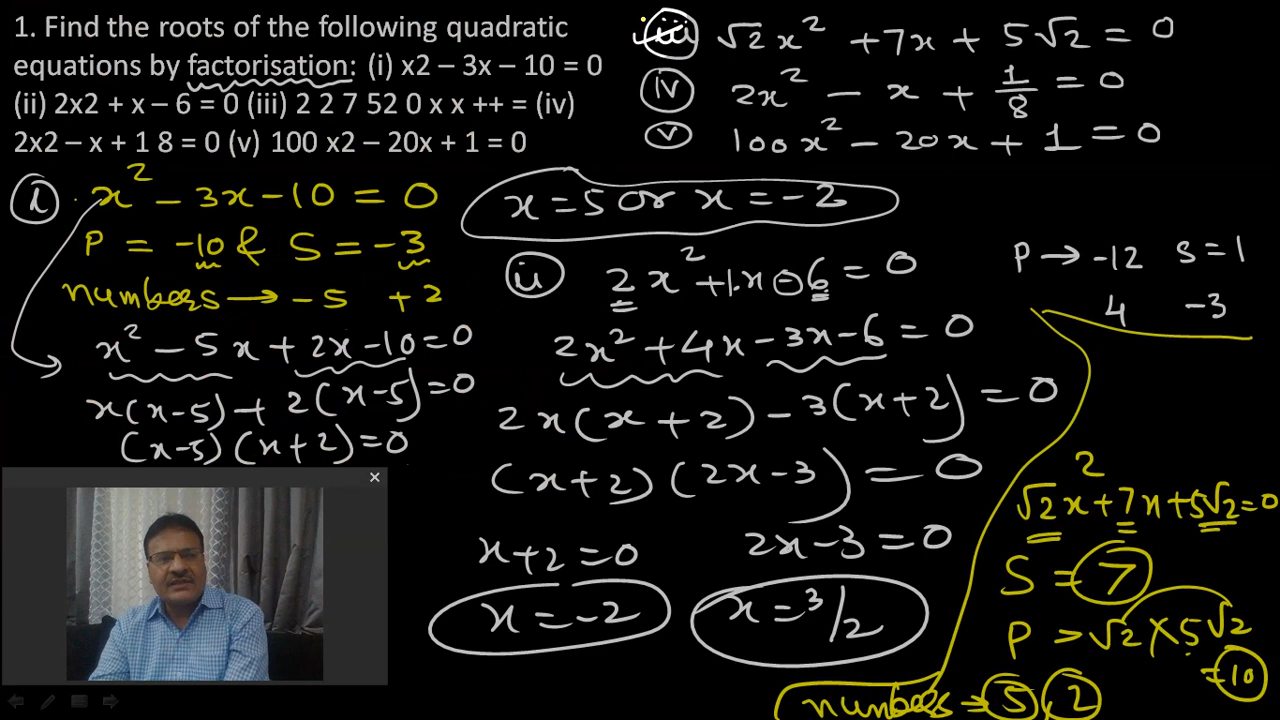 1. Find the roots of the following quadratic
equations by factorisation: (i) x2 – 3x – 10 = 0
(ii) 2x2 + x – 6 = 0 (iii) 2 2 7 52 0 x x ++ = (iv)
2x2 – x + 1 8 = 0 (v) 100 x2 – 20x + 1 = 0
iii √2x² + 7x + 5√2 = 0
iv 2x² – x + 1/8 = 0
v 100x² – 20x + 1 = 0
i x² – 3x – 10 = 0
P = -10 & S = -3
numbers → -5 +2
x² – 5x + 2x – 10 = 0
x(x–5) + 2(x–5) = 0
(x–5) (x+2) = 0
x = 5 or x = -2
ii 2x² + 1x – 6 = 0
2x² + 4x – 3x – 6 = 0
2x(x + 2) – 3(x+2) = 0
(x+2) (2x–3) = 0
x+2 = 0 2x–3 = 0
x = -2 x = 3/2
P → -12 S = 1
4 -3
√2x² + 7x + 5√2 = 0
S = 7
P = √2 × 5√2
= 10
numbers = 5, 2